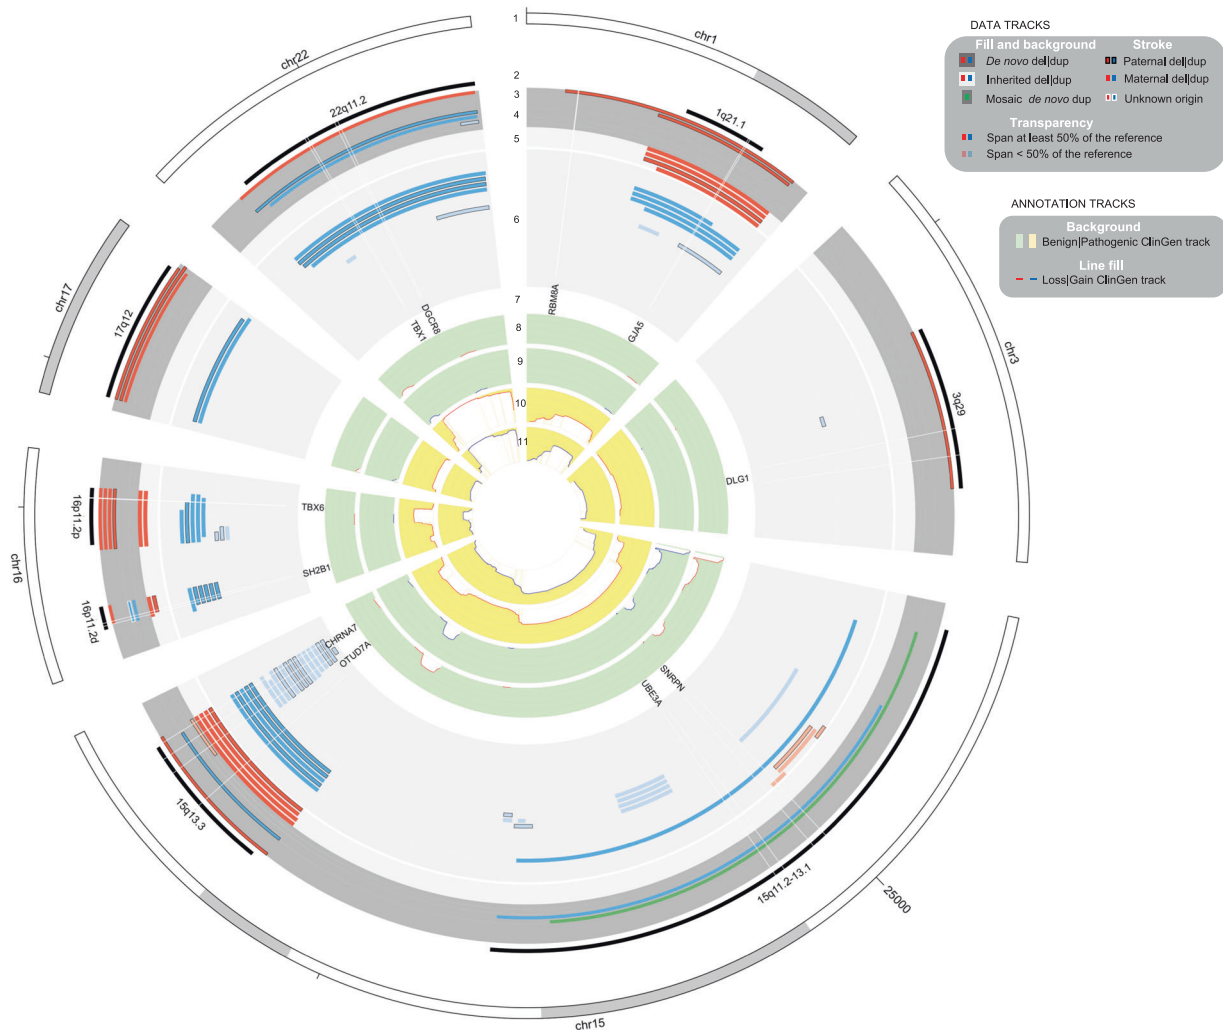 DATA TRACKS
Fill and background
Stroke
De novo del|dup
Paternal del|dup
Inherited del|dup
Maternal del|dup
Mosaic de novo dup
Unknown origin
Transparency
Span at least 50% of the reference
Span < 50% of the reference
ANNOTATION TRACKS
Background
Benign|Pathogenic ClinGen track
Line fill
Loss|Gain ClinGen track
1
2
3
4
5
6
7
8
9
10
11
chr1
1q21.1
RBM8A
GJA5
chr3
3q29
DLG1
chr15
25000
15q11.2-13.1
SNRPN
UBE3A
15q13.3
CHRNA7
OTUD7A
chr16
16p11.2p
16p11.2d
TBX6
SH2B1
chr17
17q12
chr22
22q11.2
DGCR8
TBX1